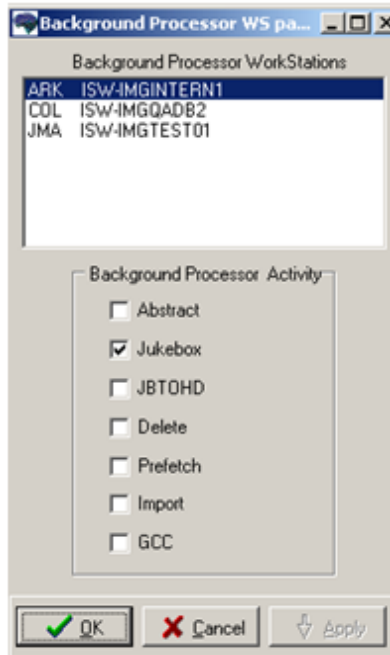 Background Processor WS pa...
Background Processor WorkStations
ARK ISW-IMGINTERN1
COL ISW-IMGQADB2
JMA ISW-IMGTEST01
Background Processor Activity
Abstract
Jukebox
JBTOHD
Delete
Prefetch
Import
GCC
OK Cancel Apply